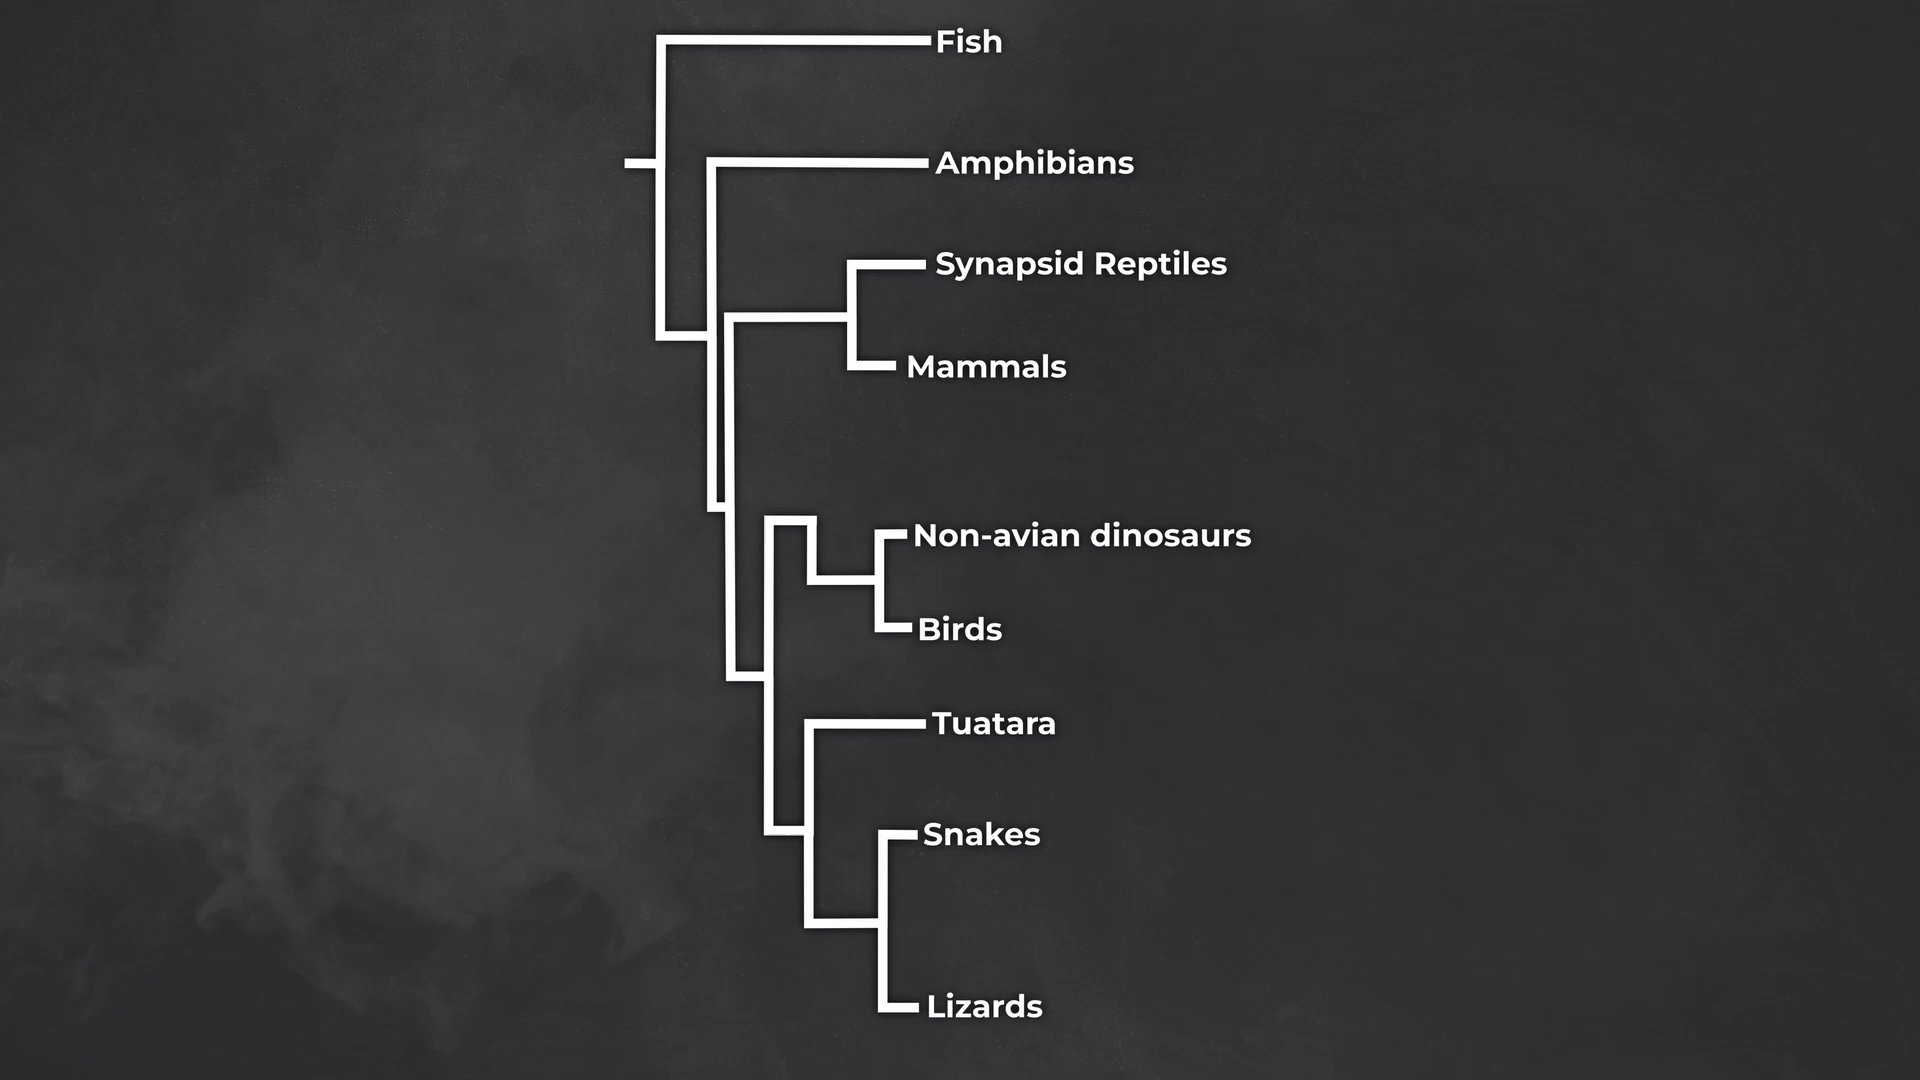 Fish
Amphibians
Synapsid Reptiles
Mammals
Non-avian dinosaurs
Birds
Tuatara
Snakes
Lizards